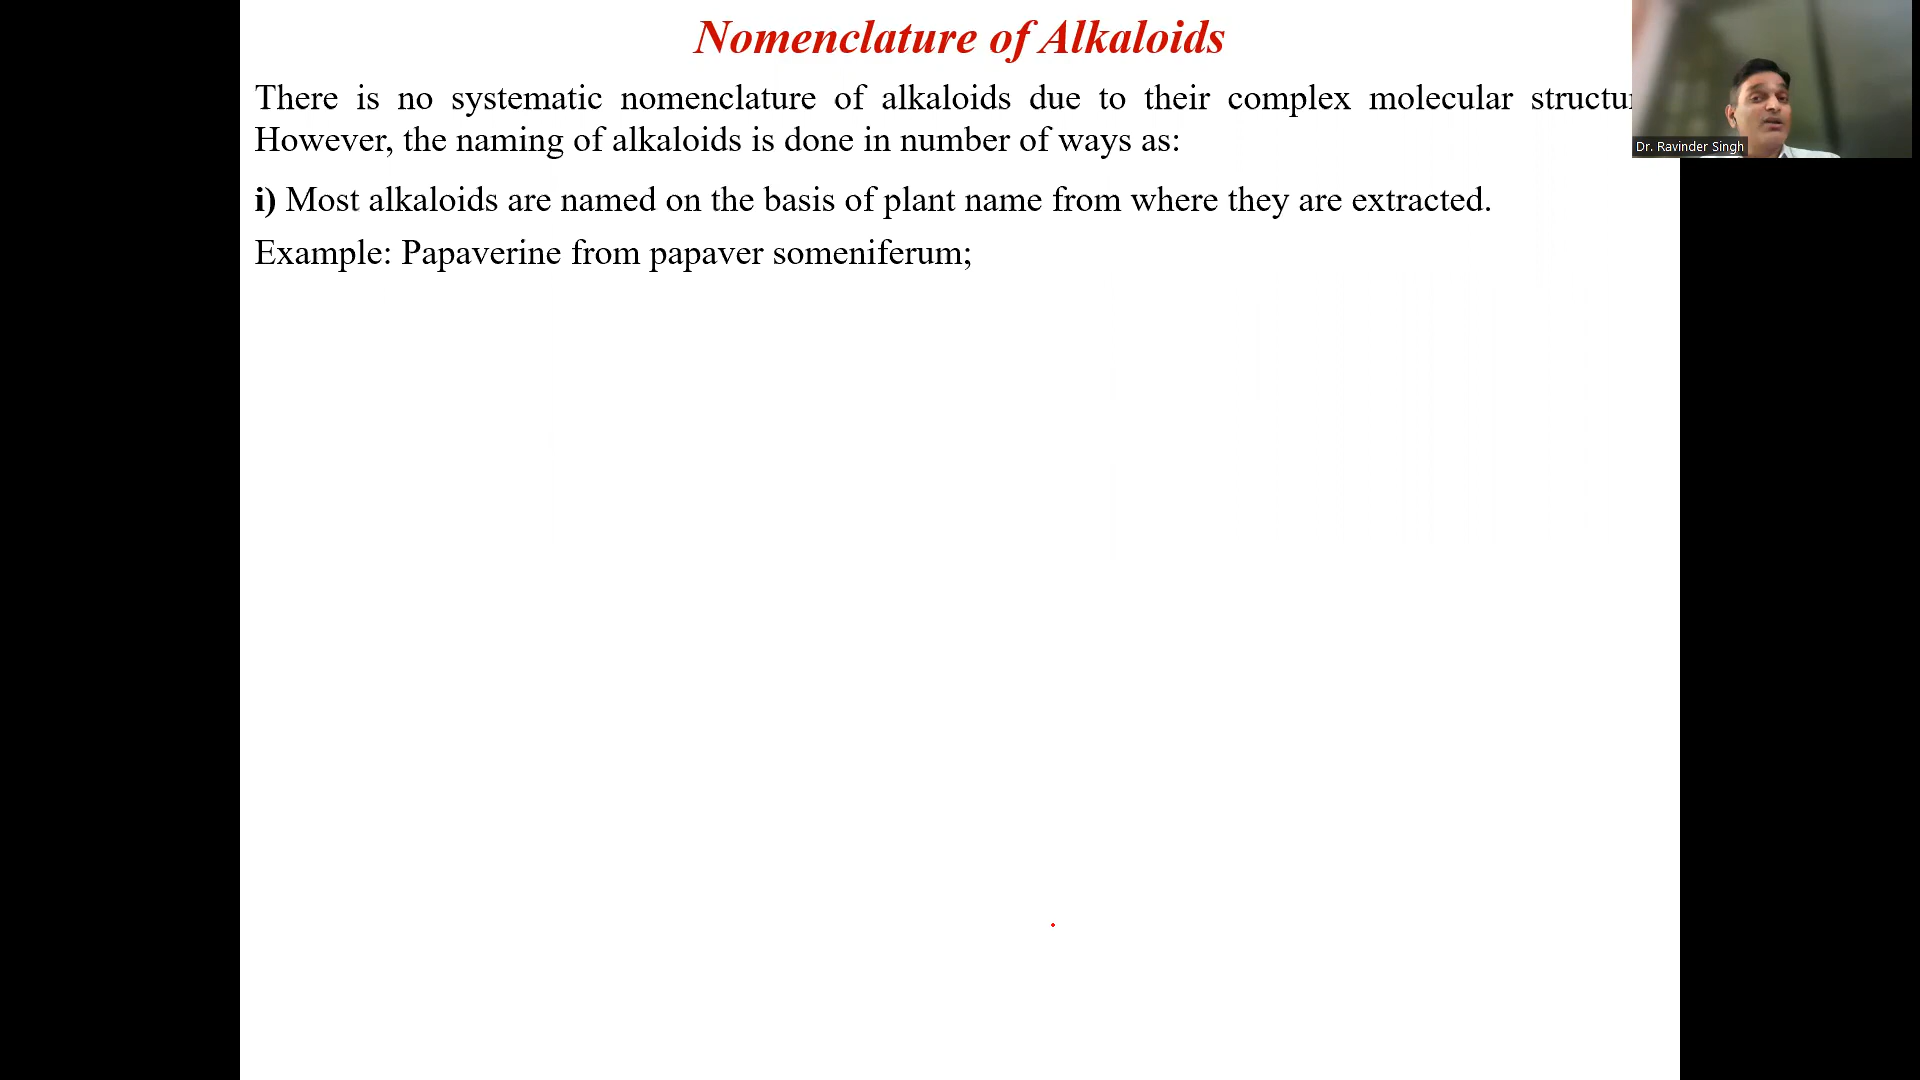 Nomenclature of Alkaloids
There is no systematic nomenclature of alkaloids due to their complex molecular
However, the naming of alkaloids is done in number of ways as:
Dr. Ravinder Singh
i) Most alkaloids are named on the basis of plant name from where they are extracted.
Example: Papaverine from papaver someniferum;